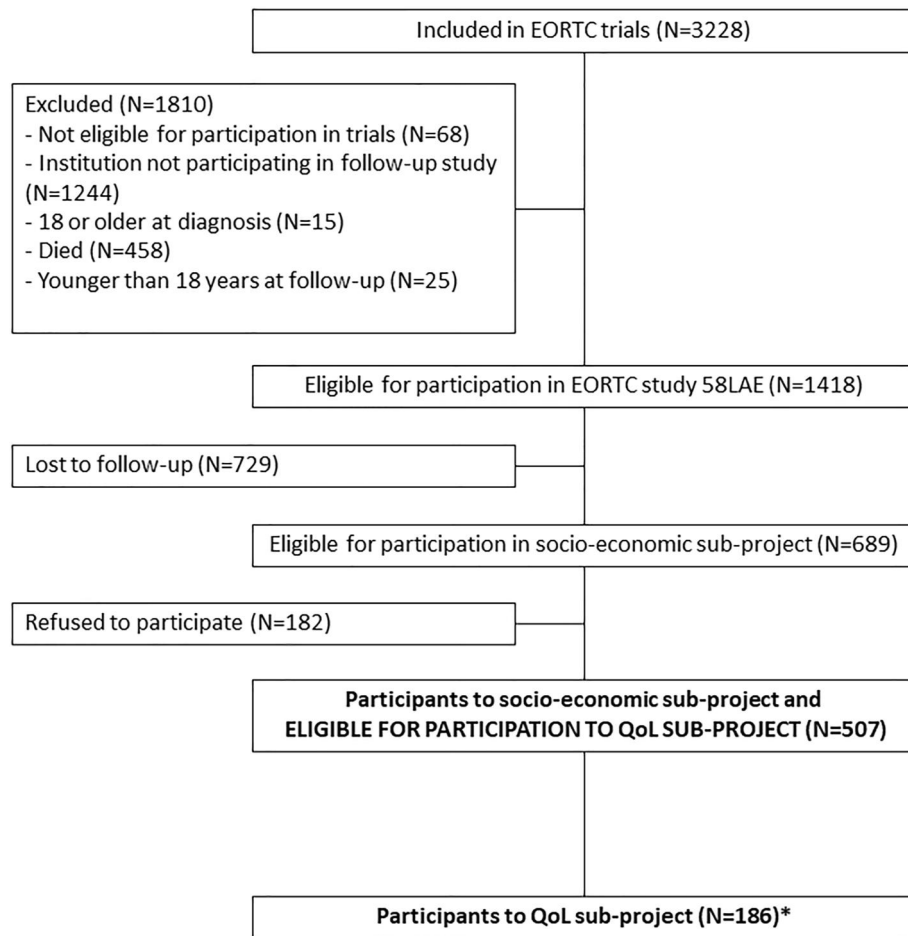 Included in EORTC trials (N=3228)
Excluded (N=1810)
- Not eligible for participation in trials (N=68)
- Institution not participating in follow-up study
(N=1244)
- 18 or older at diagnosis (N=15)
- Died (N=458)
- Younger than 18 years at follow-up (N=25)
Eligible for participation in EORTC study 58LAE (N=1418)
Lost to follow-up (N=729)
Eligible for participation in socio-economic sub-project (N=689)
Refused to participate (N=182)
Participants to socio-economic sub-project and
ELIGIBLE FOR PARTICIPATION TO QoL SUB-PROJECT (N=507)
Participants to QoL sub-project (N=186)*